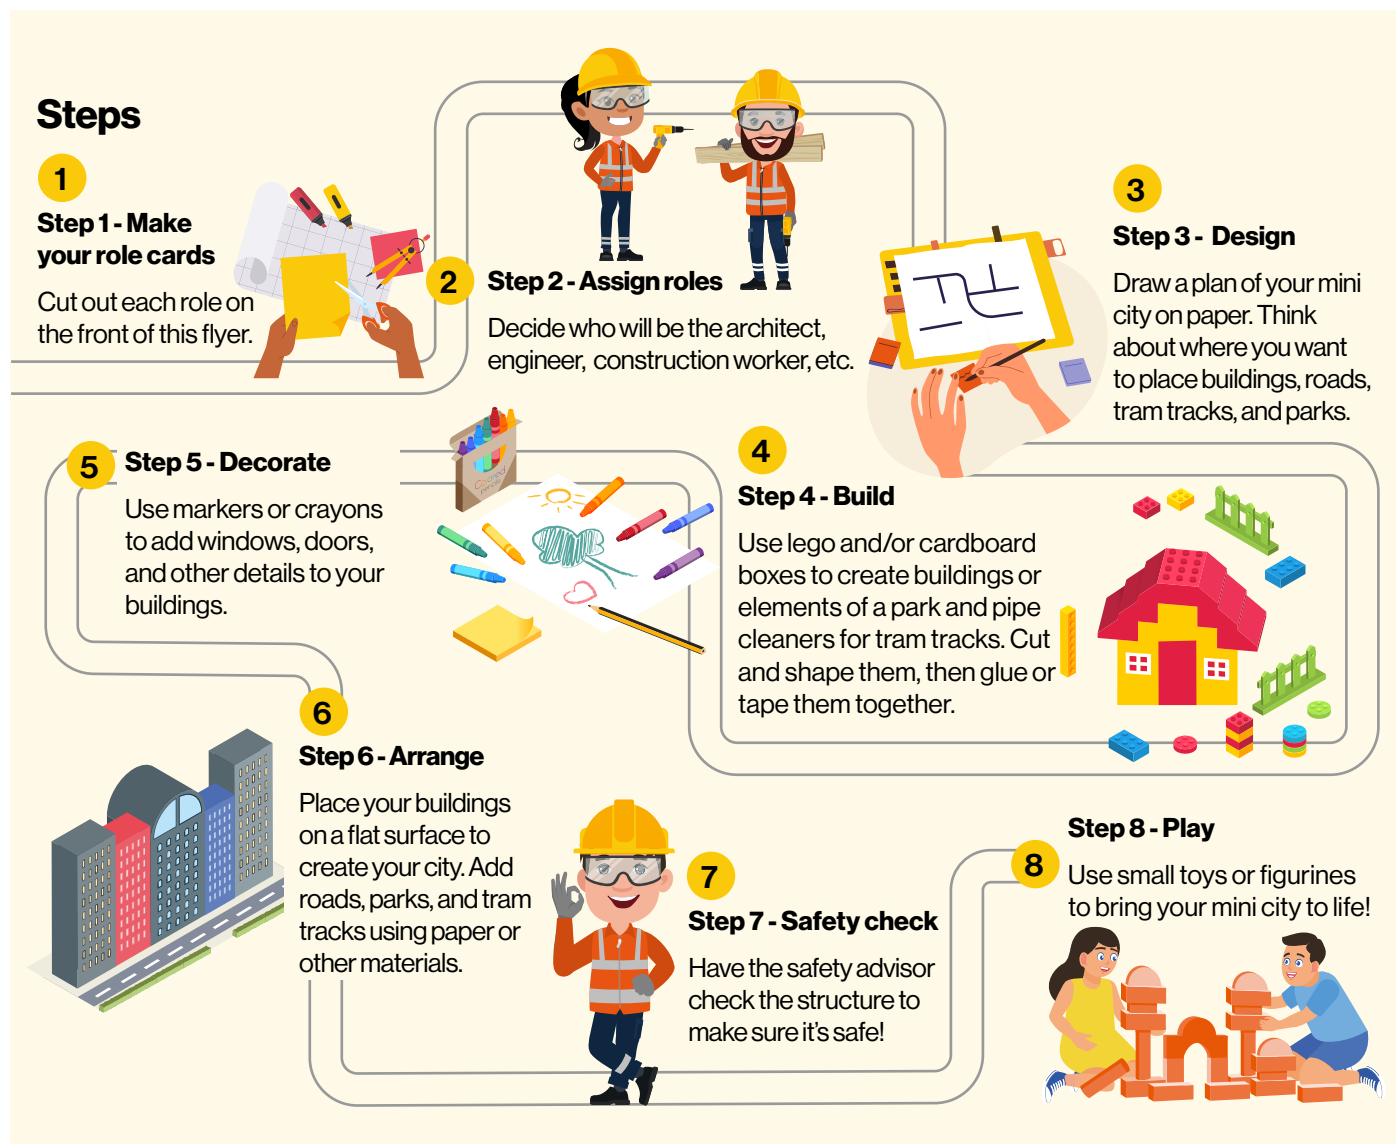 Steps
1
Step 1 - Make
your role cards
Cut out each role on
the front of this flyer.
2
Step 2 - Assign roles
Decide who will be the architect,
engineer, construction worker, etc.
3
Step 3 - Design
Draw a plan of your mini
city on paper. Think
about where you want
to place buildings, roads,
tram tracks, and parks.
4
Step 4 - Build
Use lego and/or cardboard
boxes to create buildings or
elements of a park and pipe
cleaners for tram tracks. Cut
and shape them, then glue or
tape them together.
5
Step 5 - Decorate
Use markers or crayons
to add windows, doors,
and other details to your
buildings.
Colored
pencils
6
Step 6 - Arrange
Place your buildings
on a flat surface to
create your city. Add
roads, parks, and tram
tracks using paper or
other materials.
7
Step 7 - Safety check
Have the safety advisor
check the structure to
make sure it's safe!
8
Step 8 - Play
Use small toys or figurines
to bring your mini city to life!